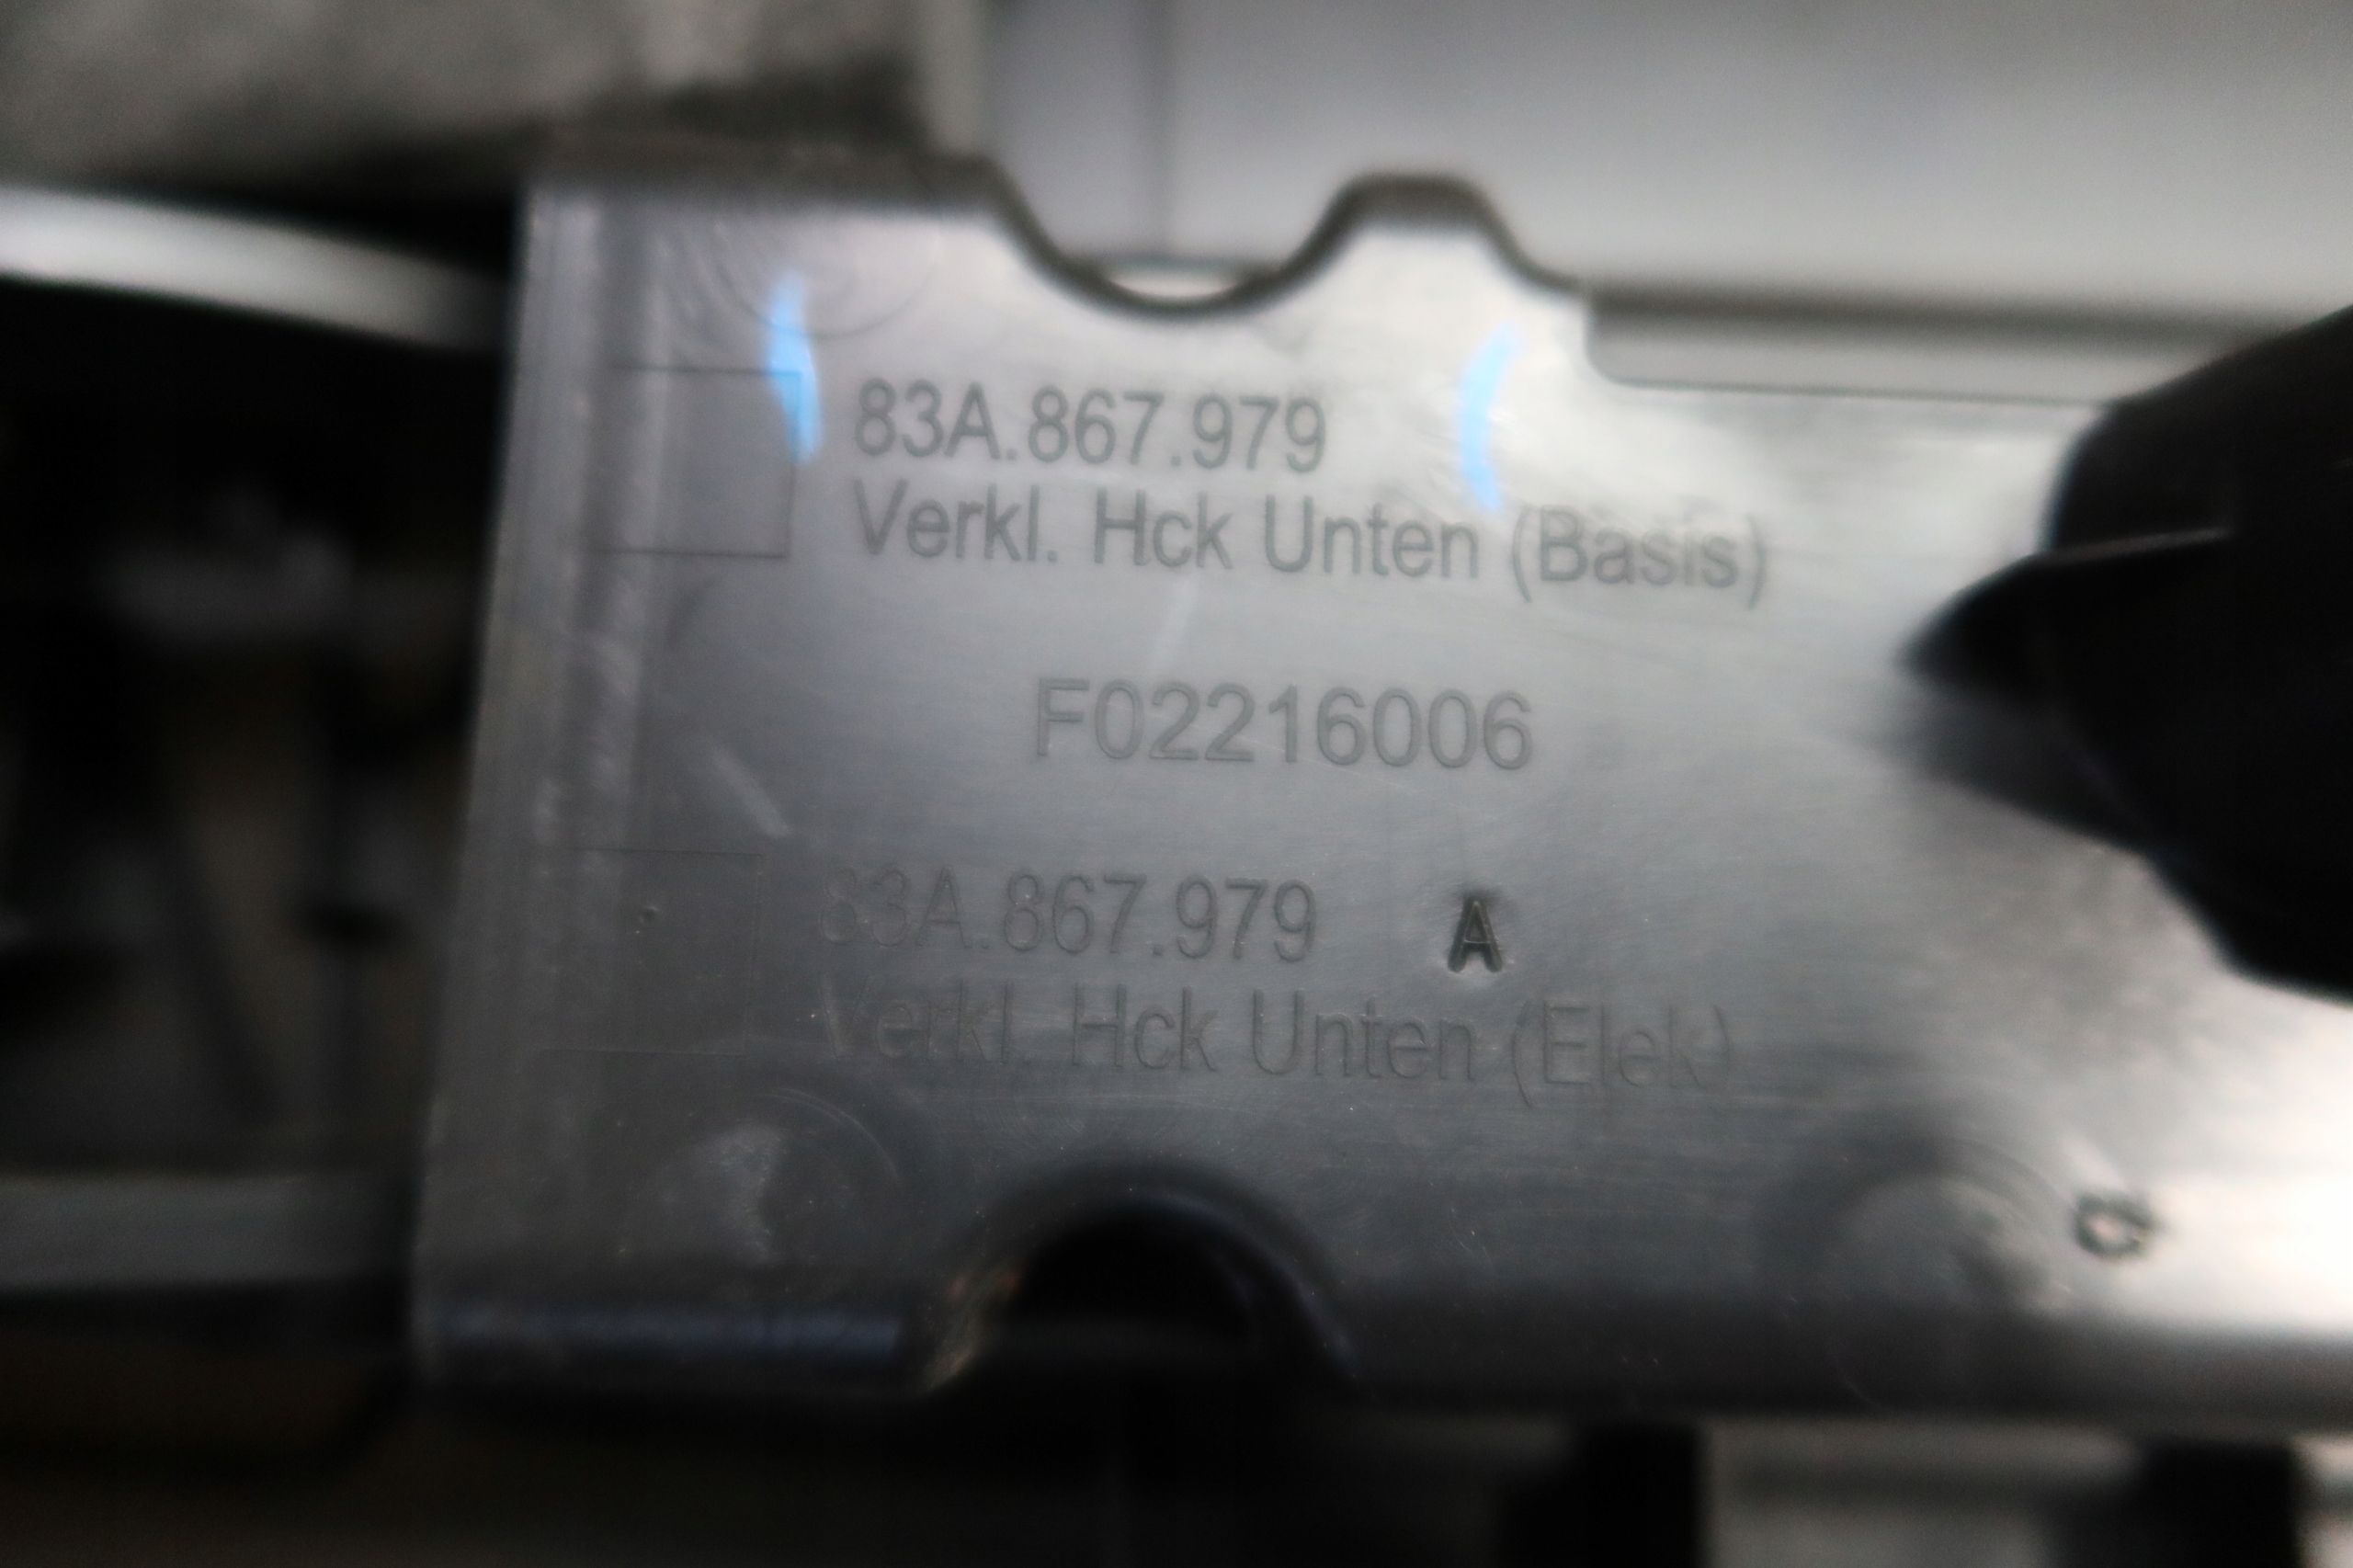 83A.867.979
Verkl. Hck Unten (Basis)
F02216006
83A.867.979 A
Verkl. Hck Unten (Elek)